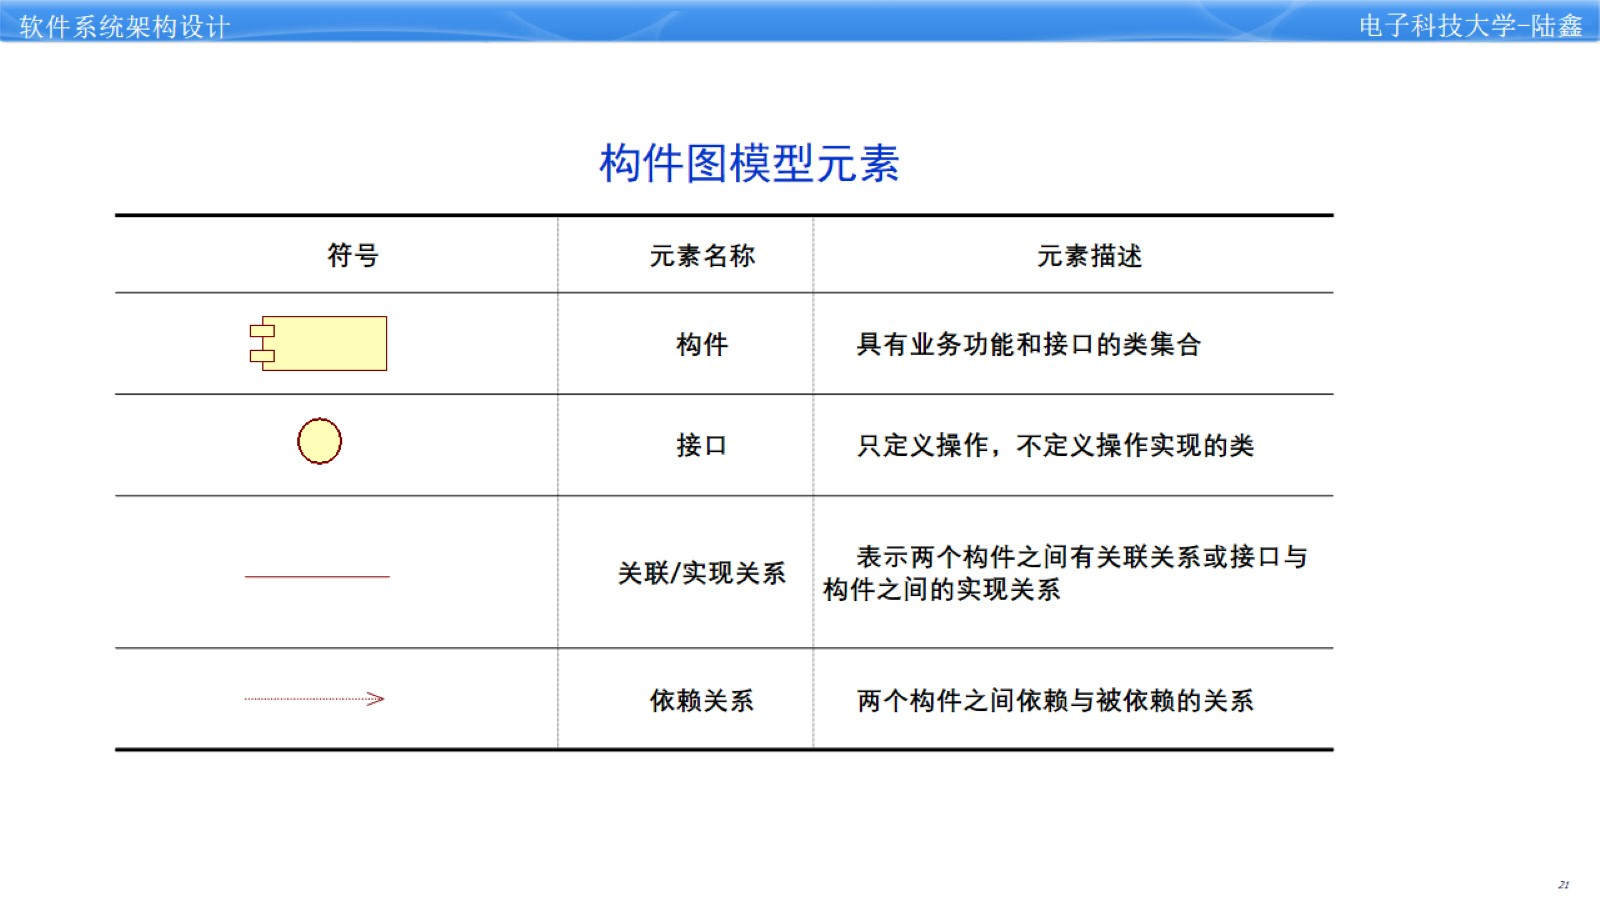 软件系统架构设计
电子科技大学-陆鑫
构件图模型元素
符号 元素名称 元素描述
构件 具有业务功能和接口的类集合
接口 只定义操作，不定义操作实现的类
关联/实现关系 表示两个构件之间有关联关系或接口与
构件之间的实现关系
依赖关系 两个构件之间依赖与被依赖的关系
21